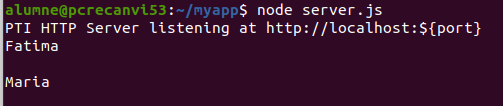 alumne@pcrecanvi53:~/myapp$ node server.js
PTI HTTP Server listening at http://localhost:${port}
Fatima
Maria